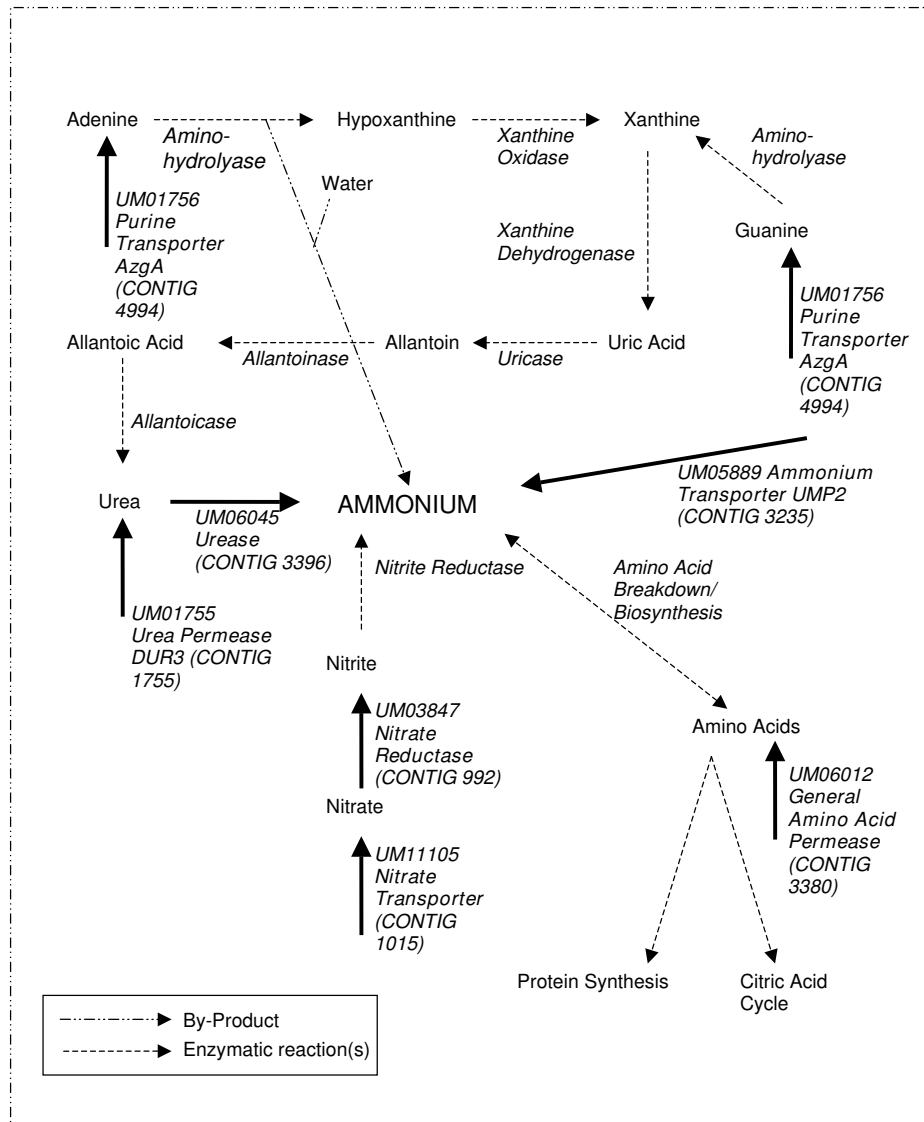 Adenine
Amino-
hydrolyase
Hypoxanthine
Xanthine
Oxidase
Xanthine
Amino-
hydrolyase
Water
UM01756
Purine
Transporter
AzgA
(CONTIG
4994)
Xanthine
Dehydrogenase
Guanine
UM01756
Purine
Transporter
AzgA
(CONTIG
4994)
Allantoic Acid
Allantoinase
Allantoin
Uricase
Uric Acid
Allantoicase
Urea
UM06045
Urease
(CONTIG 3396)
AMMONIUM
UM05889 Ammonium
Transporter UMP2
(CONTIG 3235)
Nitrite Reductase
Amino Acid
Breakdown/
Biosynthesis
UM01755
Urea Permease
DUR3 (CONTIG
1755)
Nitrite
UM03847
Nitrate
Reductase
(CONTIG 992)
Nitrate
UM11105
Nitrate
Transporter
(CONTIG
1015)
Amino Acids
UM06012
General
Amino Acid
Permease
(CONTIG
3380)
Protein Synthesis
Citric Acid
Cycle
By-Product
Enzymatic reaction(s)